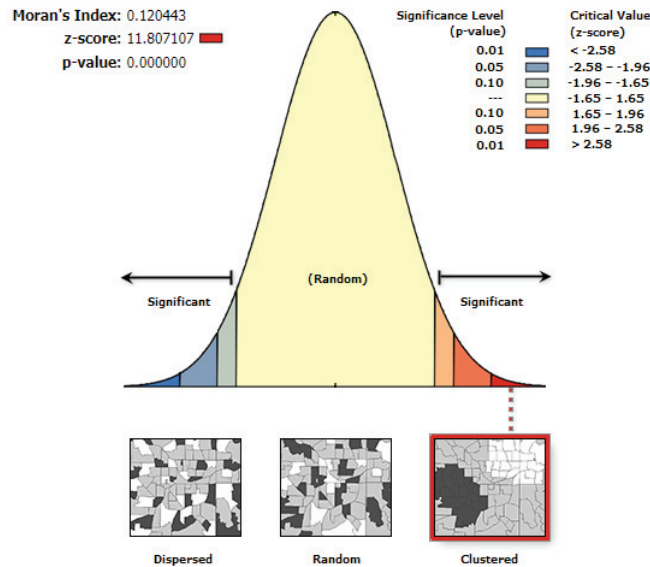 Moran's Index: 0.120443
z-score: 11.807107
p-value: 0.000000
Significance Level
(p-value)
Critical Value
(z-score)
0.01 < -2.58
0.05 -2.58 – -1.96
0.10 -1.96 – -1.65
--- -1.65 – 1.65
0.10 1.65 – 1.96
0.05 1.96 – 2.58
0.01 > 2.58
(Random)
Significant
Significant
Dispersed
Random
Clustered